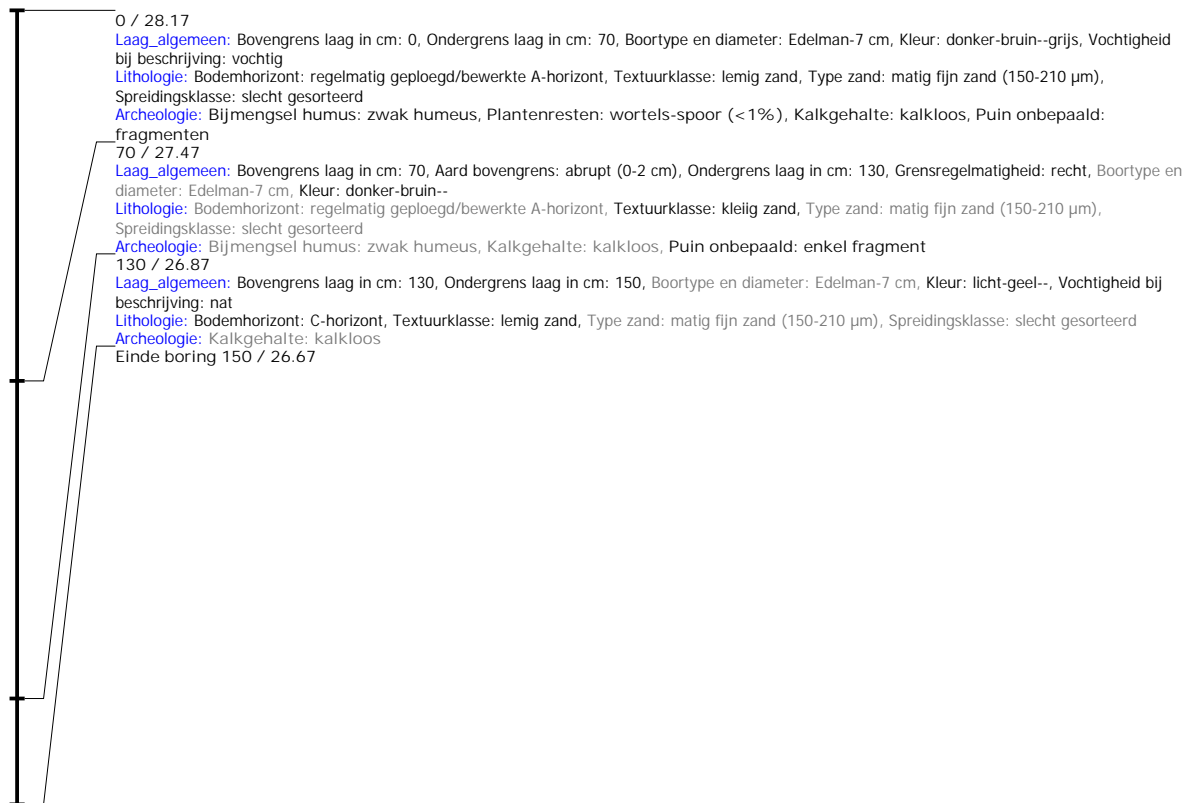 0 / 28.17
Laag_algemeen: Bovengrens laag in cm: 0, Ondergrens laag in cm: 70, Boortype en diameter: Edelman-7 cm, Kleur: donker-bruin--grijs, Vochtigheid
bij beschrijving: vochtig
Lithologie: Bodemhorizont: regelmatig geploegd/bewerkte A-horizont, Textuurklasse: lemig zand, Type zand: matig fijn zand (150-210 µm),
Spreidingsklasse: slecht gesorteerd
Archeologie: Bijmengsel humus: zwak humeus, Plantenresten: wortels-spoor (<1%), Kalkgehalte: kalkloos, Puin onbepaald:
fragmenten
70 / 27.47
Laag_algemeen: Bovengrens laag in cm: 70, Aard bovengrens: abrupt (0-2 cm), Ondergrens laag in cm: 130, Grensregelmatigheid: recht, Boortype en
diameter: Edelman-7 cm, Kleur: donker-bruin--
Lithologie: Bodemhorizont: regelmatig geploegd/bewerkte A-horizont, Textuurklasse: kleiig zand, Type zand: matig fijn zand (150-210 µm),
Spreidingsklasse: slecht gesorteerd
Archeologie: Bijmengsel humus: zwak humeus, Kalkgehalte: kalkloos, Puin onbepaald: enkel fragment
130 / 26.87
Laag_algemeen: Bovengrens laag in cm: 130, Ondergrens laag in cm: 150, Boortype en diameter: Edelman-7 cm, Kleur: licht-geel--, Vochtigheid bij
beschrijving: nat
Lithologie: Bodemhorizont: C-horizont, Textuurklasse: lemig zand, Type zand: matig fijn zand (150-210 µm), Spreidingsklasse: slecht gesorteerd
Archeologie: Kalkgehalte: kalkloos
Einde boring 150 / 26.67